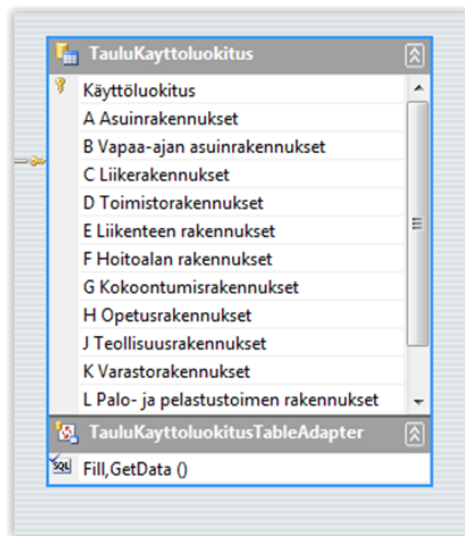 TauluKayttoluokitus
Käyttöluokitus
A Asuinrakennukset
B Vapaa-ajan asuinrakennukset
C Liikerakennukset
D Toimistorakennukset
E Liikenteen rakennukset
F Hoitoalan rakennukset
G Kokoontumisrakennukset
H Opetusrakennukset
J Teollisuusrakennukset
K Varastorakennukset
L Palo- ja pelastustoimen rakennukset
TauluKayttoluokitusTableAdapter
SQL Fill,GetData ()